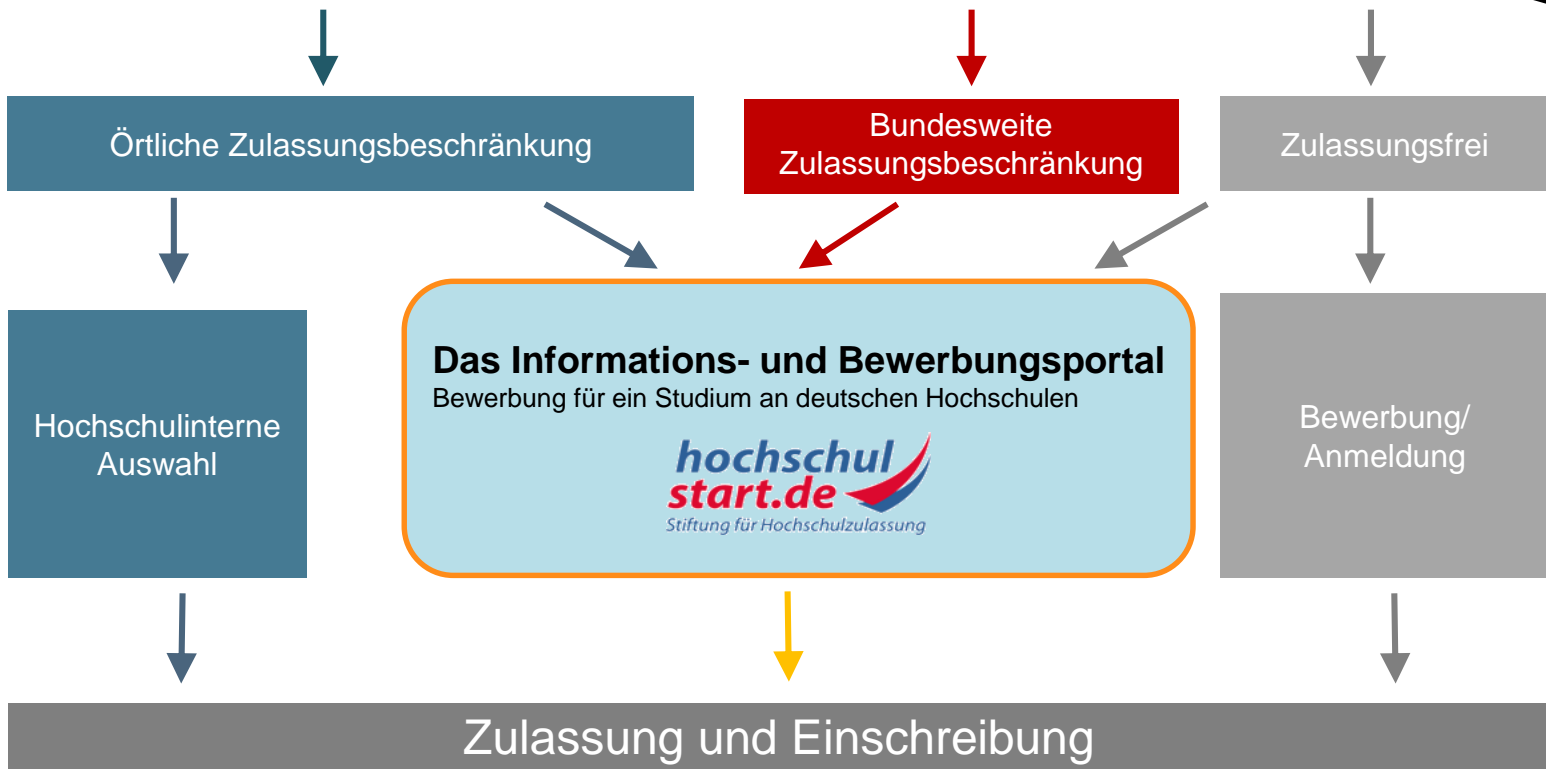 Örtliche Zulassungsbeschränkung
Bundesweite
Zulassungsbeschränkung
Zulassungsfrei
Hochschulinterne
Auswahl
Das Informations- und Bewerbungsportal
Bewerbung für ein Studium an deutschen Hochschulen
hochschul
start.de
Stiftung für Hochschulzulassung
Bewerbung/
Anmeldung
Zulassung und Einschreibung